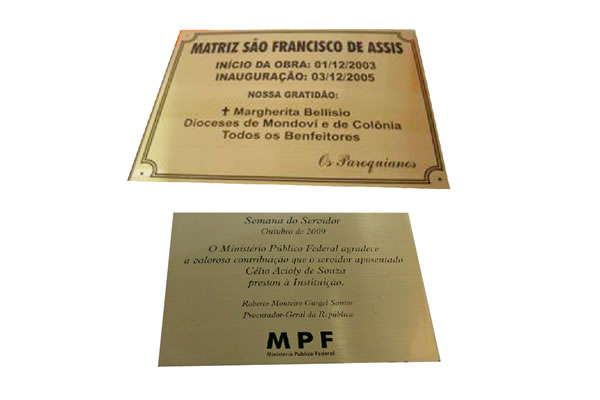 MATRIZ SÃO FRANCISCO DE ASSIS
INÍCIO DA OBRA: 01/12/2003
INAUGURAÇÃO: 03/12/2005
NOSSA GRATIDÃO:
✝ Margherita Bellisio
Dioceses de Mondoví e de Colônia
Todos os Benfeitores
Os Paroquianos
Semana do Servidor
Outubro de 2009
O Ministério Público Federal agradece
a valorosa contribuição que o servidor aposentado
Célio Acioly de Souza
prestou à Instituição.
Roberto Monteiro Gurgel Santos
Procurador-Geral da República
MPF
Ministério Público Federal